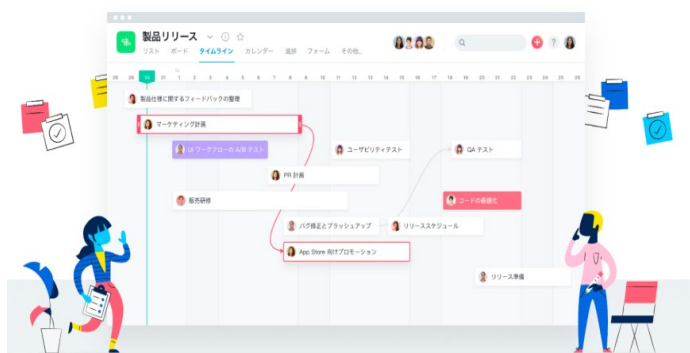 製品リリース
リスト ボード タイムライン カレンダー 進捗 フォーム その他...
28 29 30 31 1 2 3 4 5 6 7 8 9 10 11 12 13 14 15 16 17 18 19 20 21 22 23 24 25 26
製品仕様に関するフィードバックの整理
マーケティング計画
UI ワークフローの A/B テスト
ユーザビリティテスト
QA テスト
PR 計画
販売研修
コードの最適化
バグ修正とブラッシュアップ
リリーススケジュール
App Store 向けプロモーション
リリース準備